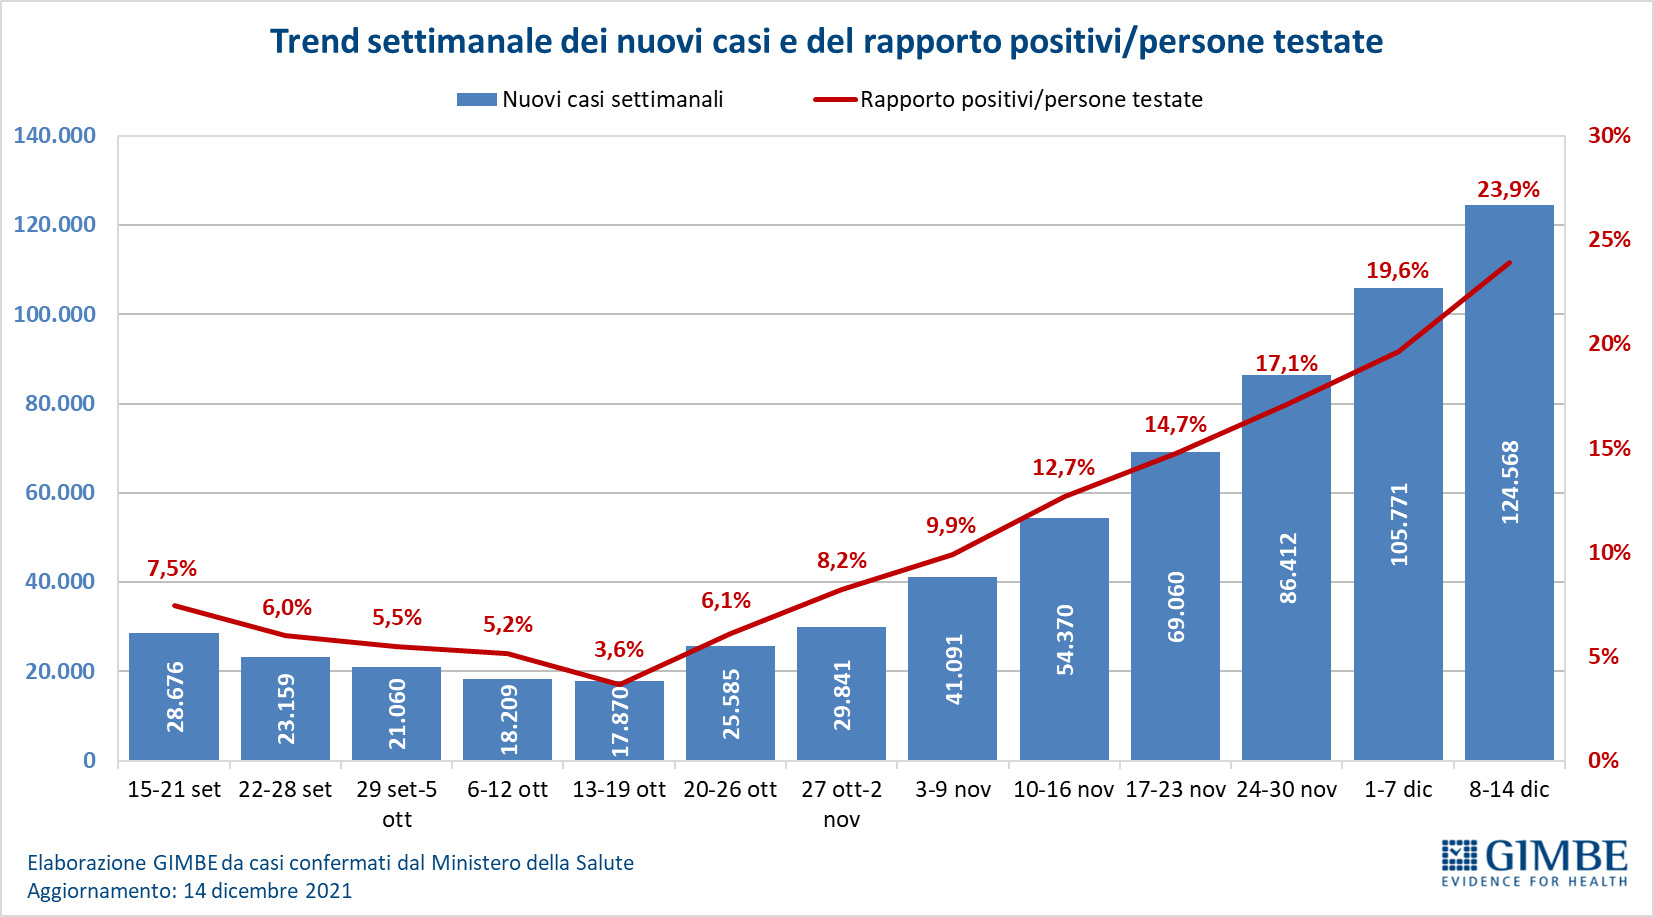 Trend settimanale dei nuovi casi e del rapporto positivi/persone testate
Nuovi casi settimanali
Rapporto positivi/persone testate
140.000
120.000
100.000
80.000
60.000
40.000
20.000
0
30%
25%
20%
15%
10%
5%
0%
7,5%
6,0%
5,5%
5,2%
3,6%
6,1%
8,2%
9,9%
12,7%
14,7%
17,1%
19,6%
23,9%
28.676
23.159
21.060
18.209
17.870
25.585
29.841
41.091
54.370
69.060
86.412
105.771
124.568
15-21 set
22-28 set
29 set-5
ott
6-12 ott
13-19 ott
20-26 ott
27 ott-2
nov
3-9 nov
10-16 nov
17-23 nov
24-30 nov
1-7 dic
8-14 dic
Elaborazione GIMBE da casi confermati dal Ministero della Salute
Aggiornamento: 14 dicembre 2021
GIMBE
EVIDENCE FOR HEALTH